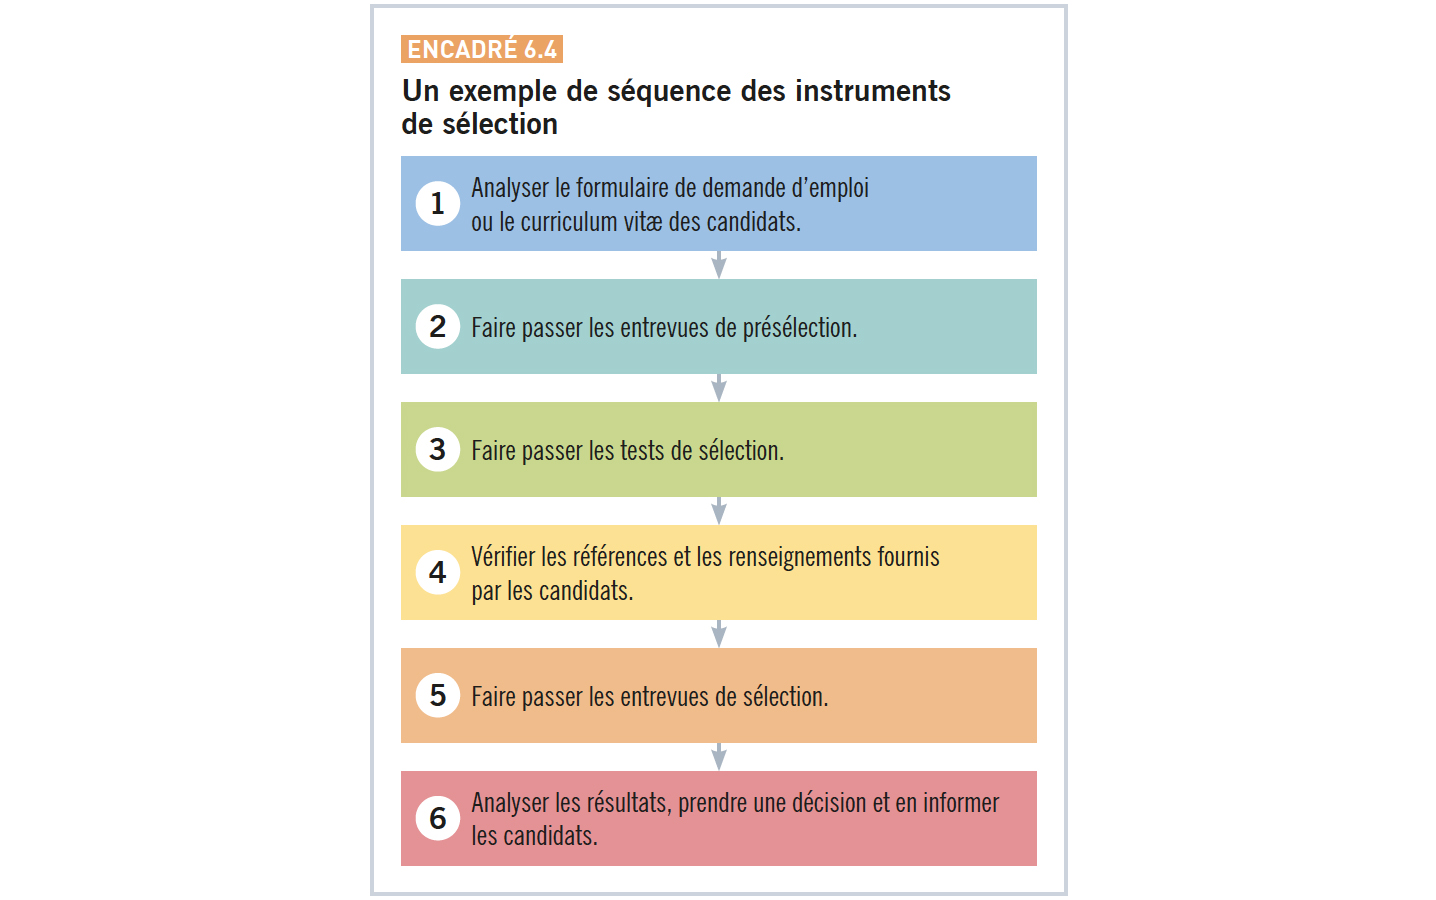 ENCADRÉ 6.4
Un exemple de séquence des instruments
de sélection
1 Analyser le formulaire de demande d’emploi
ou le curriculum vitæ des candidats.
2 Faire passer les entrevues de présélection.
3 Faire passer les tests de sélection.
4 Vérifier les références et les renseignements fournis
par les candidats.
5 Faire passer les entrevues de sélection.
6 Analyser les résultats, prendre une décision et en informer
les candidats.